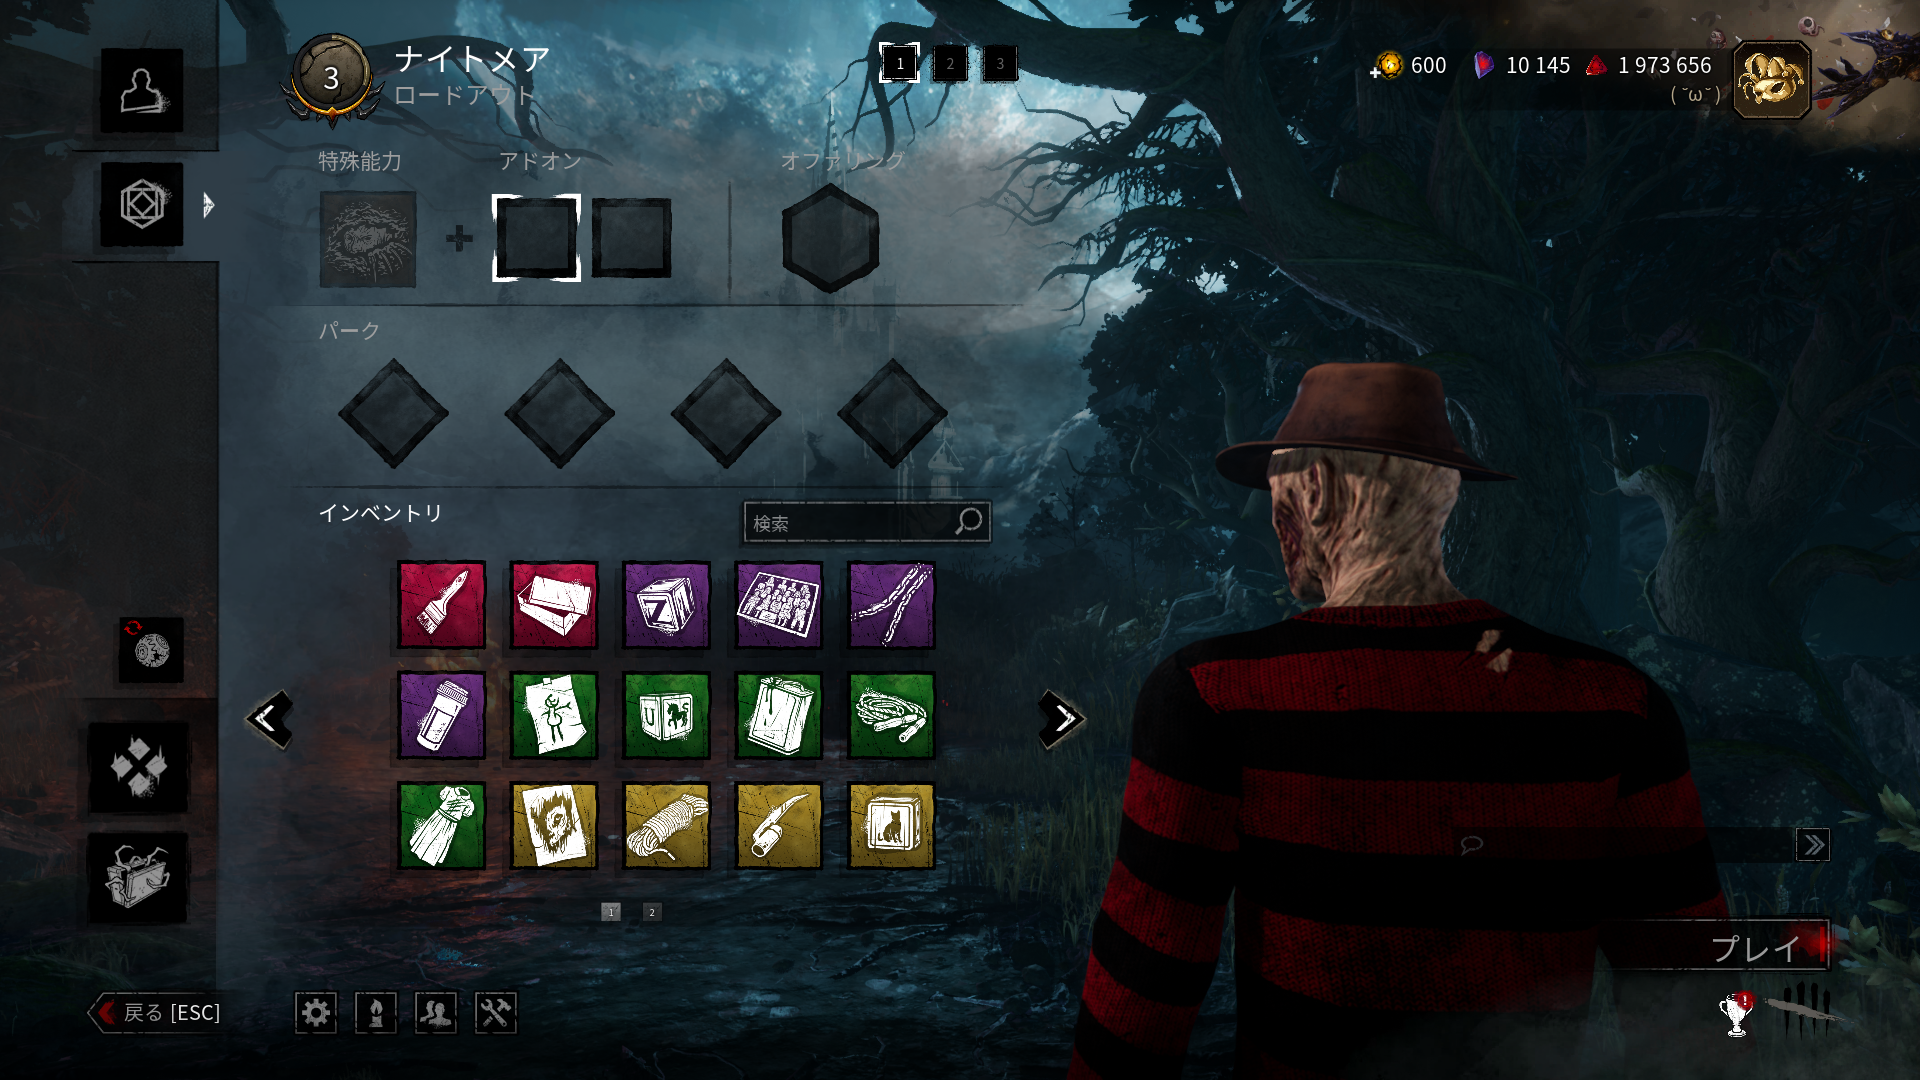 3
ナイトメア
ロードアウト
1 2 3
600 10 145 1 973 656
(˘ω˘)
特殊能力 アドオン オファリング
パーク
インベントリ
検索
Z M
U S
1 2
プレイ
戻る [ESC]